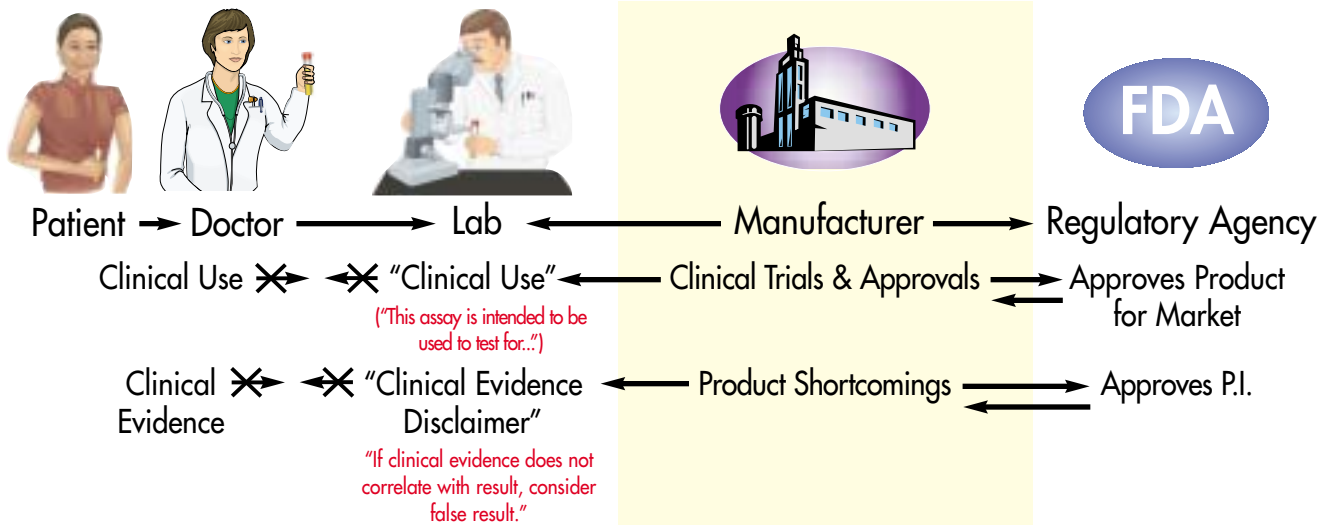 FDA
Patient Doctor Lab Manufacturer Regulatory Agency
Clinical Use “Clinical Use” Clinical Trials & Approvals Approves Product
for Market
(“This assay is intended to be
used to test for...”)
Clinical “Clinical Evidence Product Shortcomings Approves P.I.
Evidence Disclaimer”
“If clinical evidence does not
correlate with result, consider
false result.”